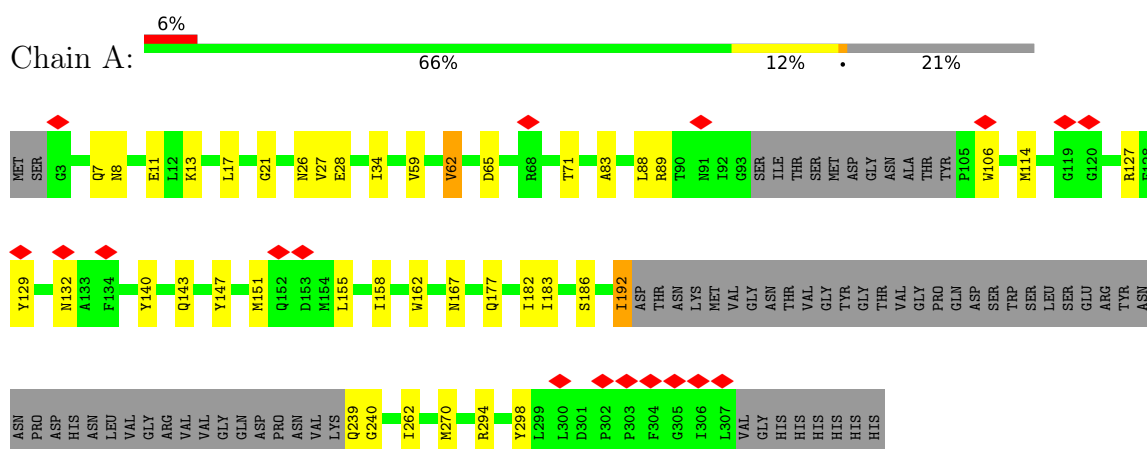 6%
Chain A:
66% 12% • 21%
MET SER G3 Q7 N8 E11 L12 K13 L17 G21 N26 V27 E28 I34 V59 V62 D65 R68 T71 A83 L88 R89 T90 N91 I92 G93 SER ILE THR SER MET ASP GLY ASN ALA THR TYR P105 W106 M114 G119 G120 R127 E128
Y129 N132 A133 F134 Y140 Q143 Y147 M151 Q152 D153 M154 L155 I158 W162 N167 Q177 I182 I183 S186 I192 ASP THR ASN LYS MET VAL GLY ASN THR VAL GLY TYR GLY THR VAL GLY PRO GLN ASP SER TRP SER LEU SER GLU ARG TYR ASN
ASN PRO ASP HIS ASN LEU VAL GLY ARG VAL VAL GLY GLN ASP PRO ASN VAL LYS Q239 G240 I262 M270 R294 Y298 L299 L300 D301 P302 P303 F304 G305 I306 L307 VAL GLY HIS HIS HIS HIS HIS HIS